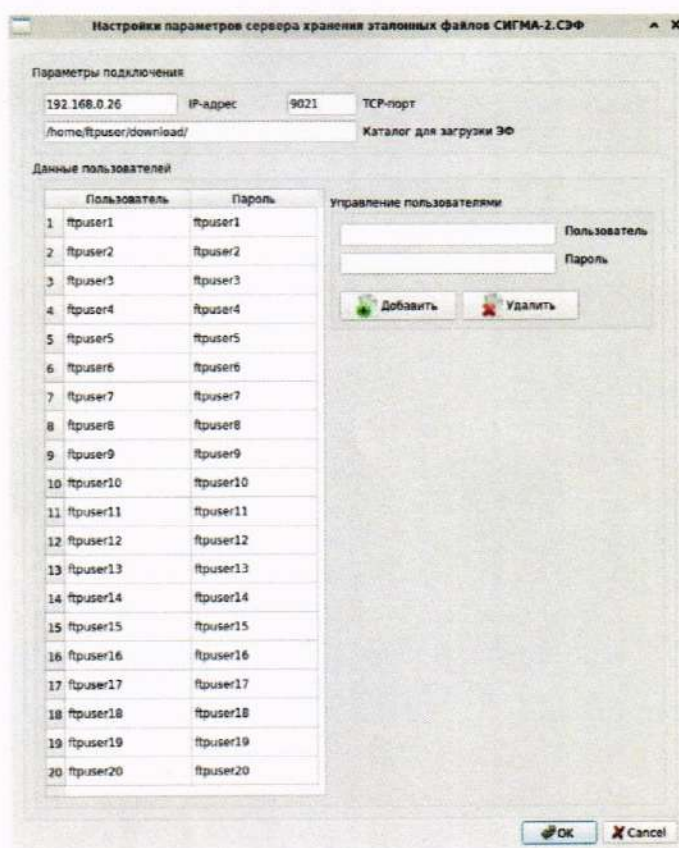 Настройки параметров сервера хранения эталонных файлов СИГМА-2.СЭФ
Параметры подключения
192.168.0.26 IP-адрес 9021 TCP-порт
/home/ftpuser/download/ Каталог для загрузки ЭФ
Данные пользователей
Пользователь Пароль
1 ftpuser1 ftpuser1
2 ftpuser2 ftpuser2
3 ftpuser3 ftpuser3
4 ftpuser4 ftpuser4
5 ftpuser5 ftpuser5
6 ftpuser6 ftpuser6
7 ftpuser7 ftpuser7
8 ftpuser8 ftpuser8
9 ftpuser9 ftpuser9
10 ftpuser10 ftpuser10
11 ftpuser11 ftpuser11
12 ftpuser12 ftpuser12
13 ftpuser13 ftpuser13
14 ftpuser14 ftpuser14
15 ftpuser15 ftpuser15
16 ftpuser16 ftpuser16
17 ftpuser17 ftpuser17
18 ftpuser18 ftpuser18
19 ftpuser19 ftpuser19
20 ftpuser20 ftpuser20
Управление пользователями
Пользователь
Пароль
Добавить Удалить
OK Cancel